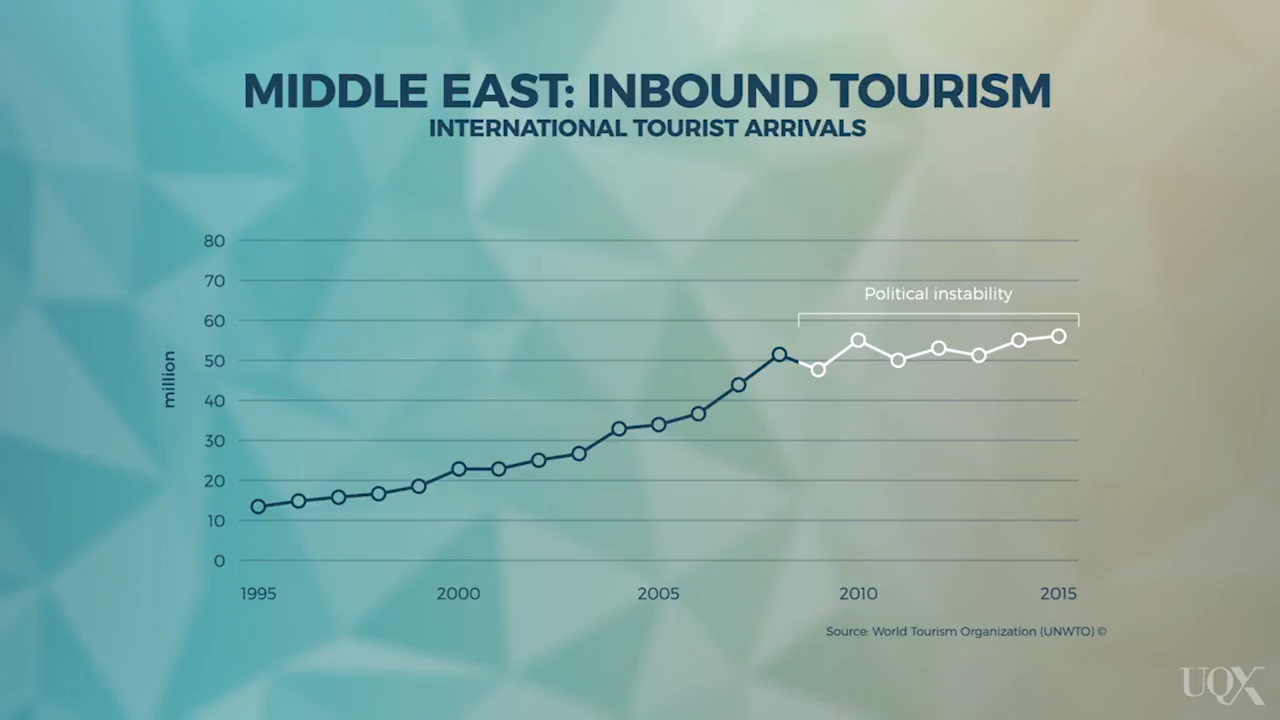 MIDDLE EAST: INBOUND TOURISM
INTERNATIONAL TOURIST ARRIVALS
80
70
Political instability
60
50
million
40
30
20
10
0
1995 2000 2005 2010 2015
Source: World Tourism Organization (UNWTO) ©
UQX